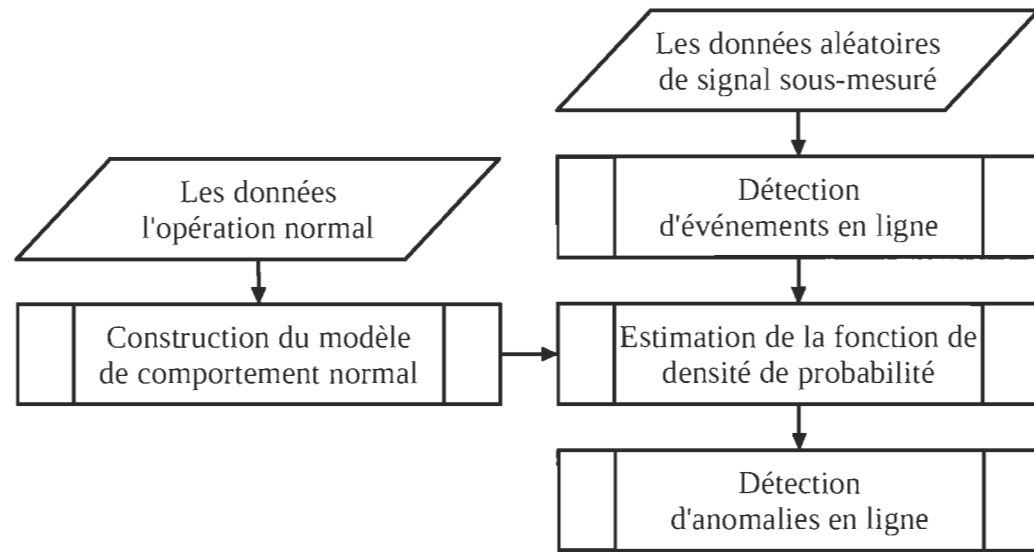 Les données aléatoires
de signal sous-mesuré
Détection
d'événements en ligne
Les données
l'opération normal
Construction du modèle
de comportement normal
Estimation de la fonction de
densité de probabilité
Détection
d'anomalies en ligne